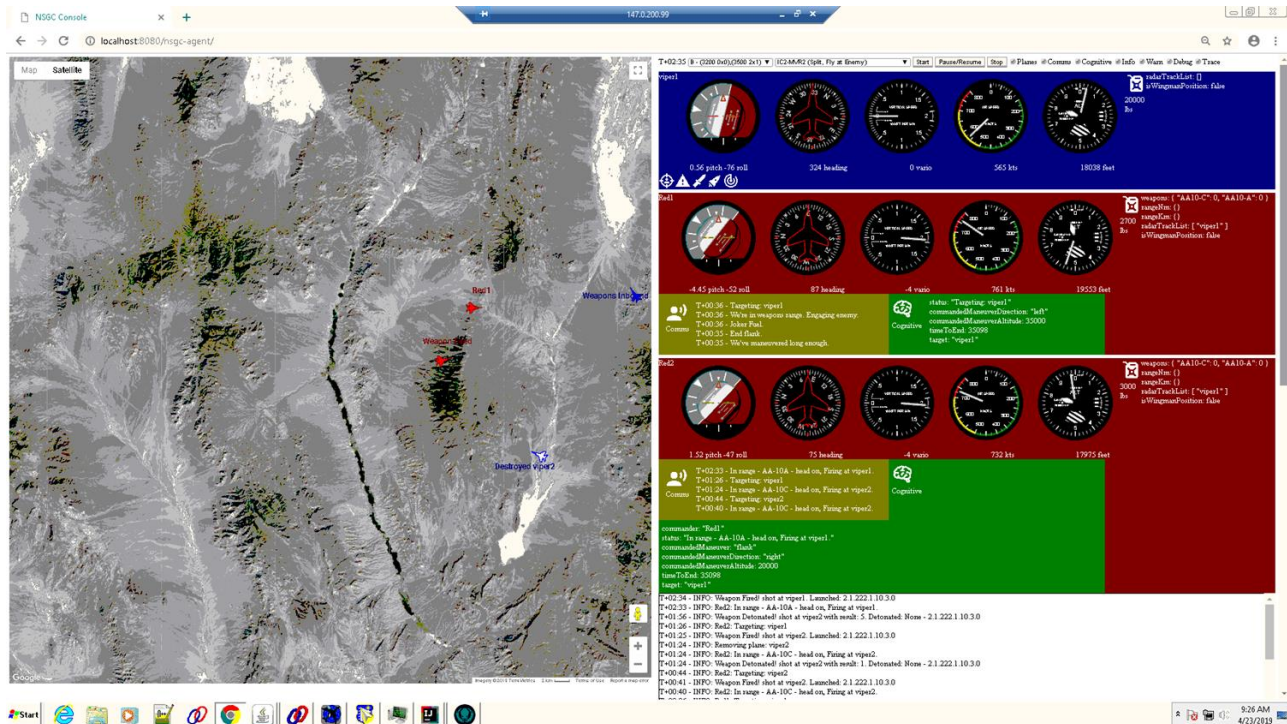 NSGC Console
147.0.200.99
localhost:8080/nsgc-agent/
Map Satellite
Red1
Weapons Inbound
Destroyed viper2
Google
2 km
Terms of Use Report a map error
T+02:35 B - (3200 0x0),(3600 2x1) IC2-MVR2 (Split, Fly at Enemy) Start Pause/Resume Stop Planes Comms Cognitive Info Warn Debug Trace
viper1
radarTrackList: []
isWingmanPosition: false
20000
lbs
0.56 pitch -76 roll 324 heading 0 vario 565 kts 18038 feet
Red1
weapons: { "AA10-C": 0, "AA10-A": 0 }
rangeNm: { }
rangeKm: { }
radarTrackList: [ "viper1" ]
isWingmanPosition: false
2700
lbs
-4.45 pitch -52 roll 87 heading -4 vario 761 kts 19553 feet
Comms
T+00:36 - Targeting: viper1
T+00:36 - We're in weapons range. Engaging enemy.
T+00:36 - Joker Fuel.
T+00:35 - End flank.
T+00:35 - We've maneuvered long enough.
Cognitive
status: "Targeting: viper1"
commandedManeuverDirection: "left"
commandedManeuverAltitude: 35000
timeToEnd: 35098
target: "viper1"
Red2
weapons: { "AA10-C": 0, "AA10-A": 0 }
rangeNm: { }
rangeKm: { }
radarTrackList: [ "viper1" ]
isWingmanPosition: false
3000
lbs
1.52 pitch -47 roll 75 heading -4 vario 732 kts 17975 feet
Comms
T+02:33 - In range - AA-10A - head on, Firing at viper1.
T+01:26 - Targeting: viper1
T+01:24 - In range - AA-10C - head on, Firing at viper2.
T+00:44 - Targeting: viper2
T+00:40 - In range - AA-10C - head on, Firing at viper2.
Cognitive
commander: "Red1"
status: "In range - AA-10A - head on, Firing at viper1."
commandedManeuver: "flank"
commandedManeuverDirection: "right"
commandedManeuverAltitude: 20000
timeToEnd: 35098
target: "viper1"
T+02:34 - INFO: Weapon Fired! shot at viper1. Launched: 2.1.222.1.10.3.0
T+02:33 - INFO: Red2: In range - AA-10A - head on, Firing at viper1.
T+01:56 - INFO: Weapon Detonated! shot at viper2 with result: 5. Detonated: None - 2.1.222.1.10.3.0
T+01:26 - INFO: Red2: Targeting: viper1
T+01:25 - INFO: Weapon Fired! shot at viper2. Launched: 2.1.222.1.10.3.0
T+01:24 - INFO: Removing plane: viper2
T+01:24 - INFO: Red2: In range - AA-10C - head on, Firing at viper2.
T+01:24 - INFO: Weapon Detonated! shot at viper2 with result: 1. Detonated: None - 2.1.222.1.10.3.0
T+00:44 - INFO: Red2: Targeting: viper2
T+00:41 - INFO: Weapon Fired! shot at viper2. Launched: 2.1.222.1.10.3.0
T+00:40 - INFO: Red2: In range - AA-10C - head on, Firing at viper2.
Start
9:26 AM
4/23/2019